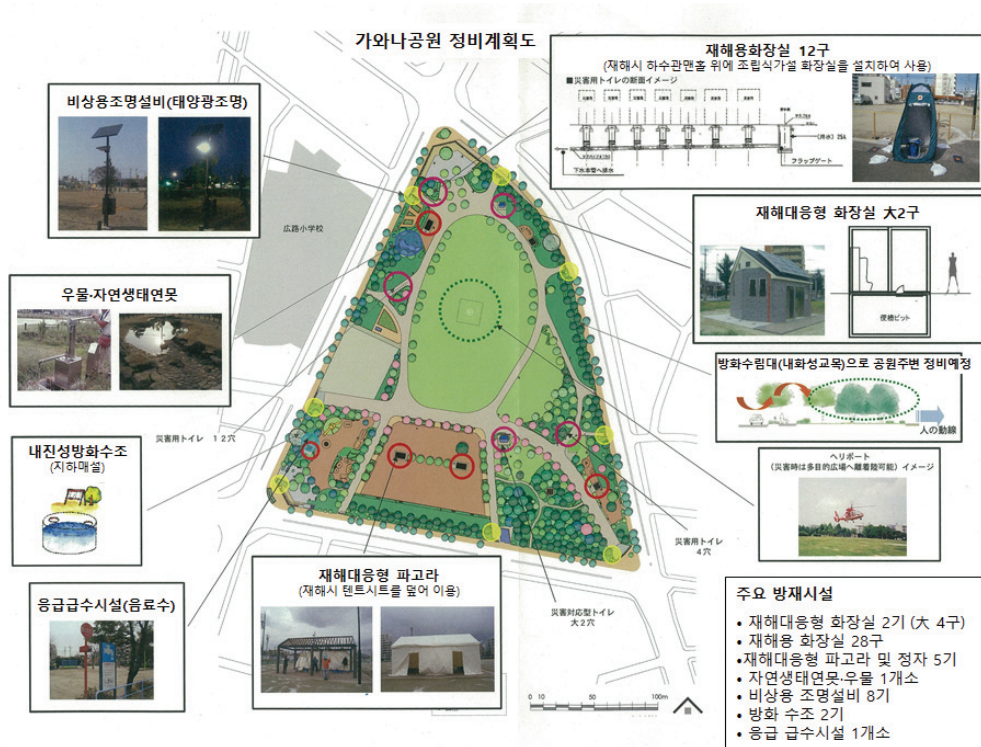 가와나공원 정비계획도
재해용화장실 12구
(재해시 하수관맨홀 위에 조립식가설 화장실을 설치하여 사용)
■災害用トイレの断面イメージ
下水本管へ排水
フラップゲート
비상용조명설비(태양광조명)
広路小学校
재해대응형 화장실 大2구
便槽ピット
우물·자연생태연못
방화수림대(내화성교목)으로 공원주변 정비예정
人の動線
災害用トイレ 12穴
내진성방화수조
(지하매설)
ヘリポート
(災害時は多目的広場へ離着陸可能)イメージ
災害用トイレ
4穴
재해대응형 파고라
(재해시 텐트시트를 덮어 이용)
災害対応型トイレ
大2穴
응급급수시설(음료수)
주요 방재시설
• 재해대응형 화장실 2기 (大 4구)
• 재해용 화장실 28구
•재해대응형 파고라 및 정자 5기
• 자연생태연못·우물 1개소
• 비상용 조명설비 8기
• 방화 수조 2기
• 응급 급수시설 1개소
0 10 50 100m